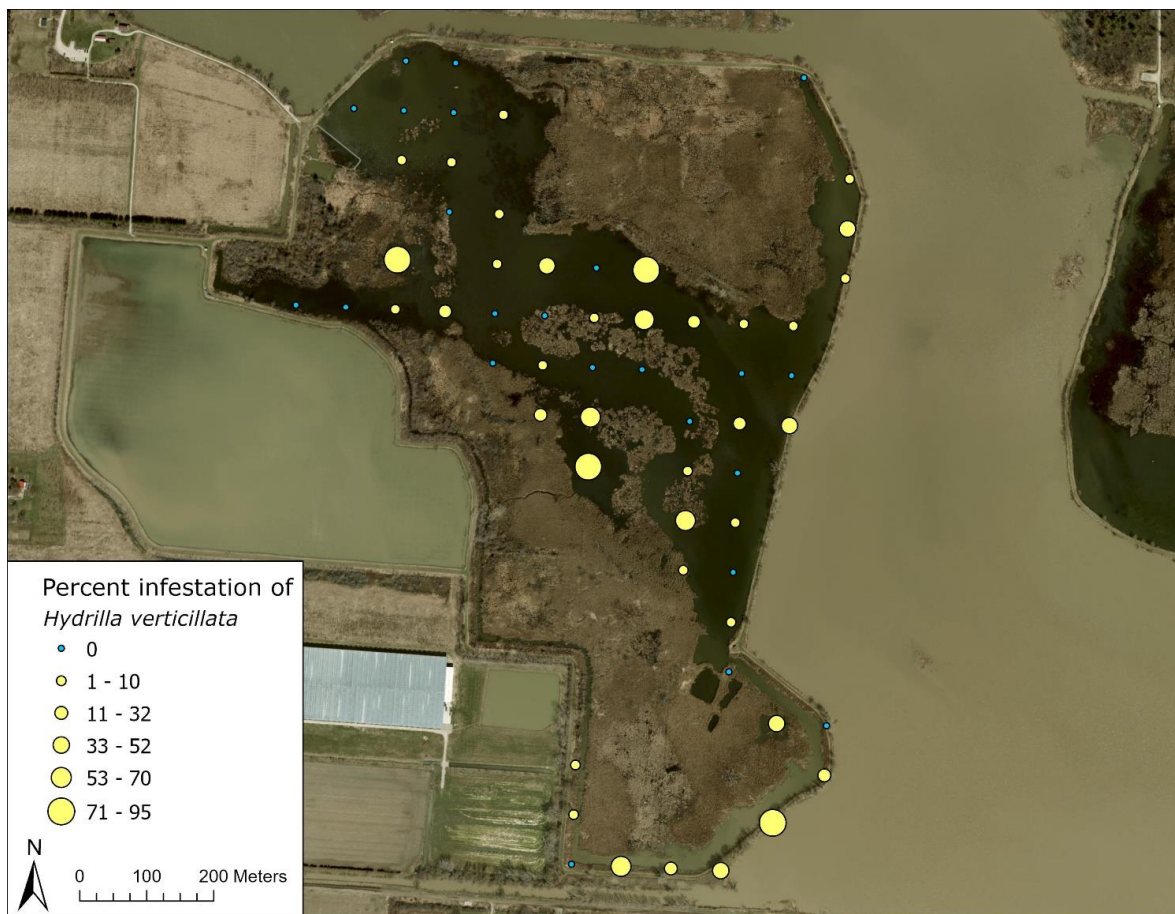 Percent infestation of
Hydrilla verticillata
0
1 - 10
11 - 32
33 - 52
53 - 70
71 - 95
N
0 100 200 Meters